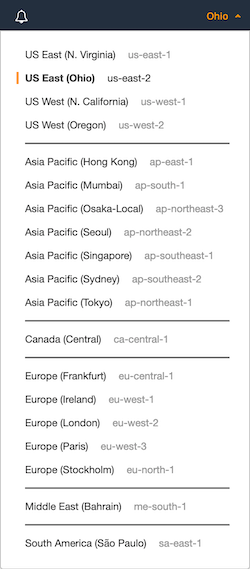 Ohio
US East (N. Virginia) us-east-1
US East (Ohio) us-east-2
US West (N. California) us-west-1
US West (Oregon) us-west-2
Asia Pacific (Hong Kong) ap-east-1
Asia Pacific (Mumbai) ap-south-1
Asia Pacific (Osaka-Local) ap-northeast-3
Asia Pacific (Seoul) ap-northeast-2
Asia Pacific (Singapore) ap-southeast-1
Asia Pacific (Sydney) ap-southeast-2
Asia Pacific (Tokyo) ap-northeast-1
Canada (Central) ca-central-1
Europe (Frankfurt) eu-central-1
Europe (Ireland) eu-west-1
Europe (London) eu-west-2
Europe (Paris) eu-west-3
Europe (Stockholm) eu-north-1
Middle East (Bahrain) me-south-1
South America (São Paulo) sa-east-1